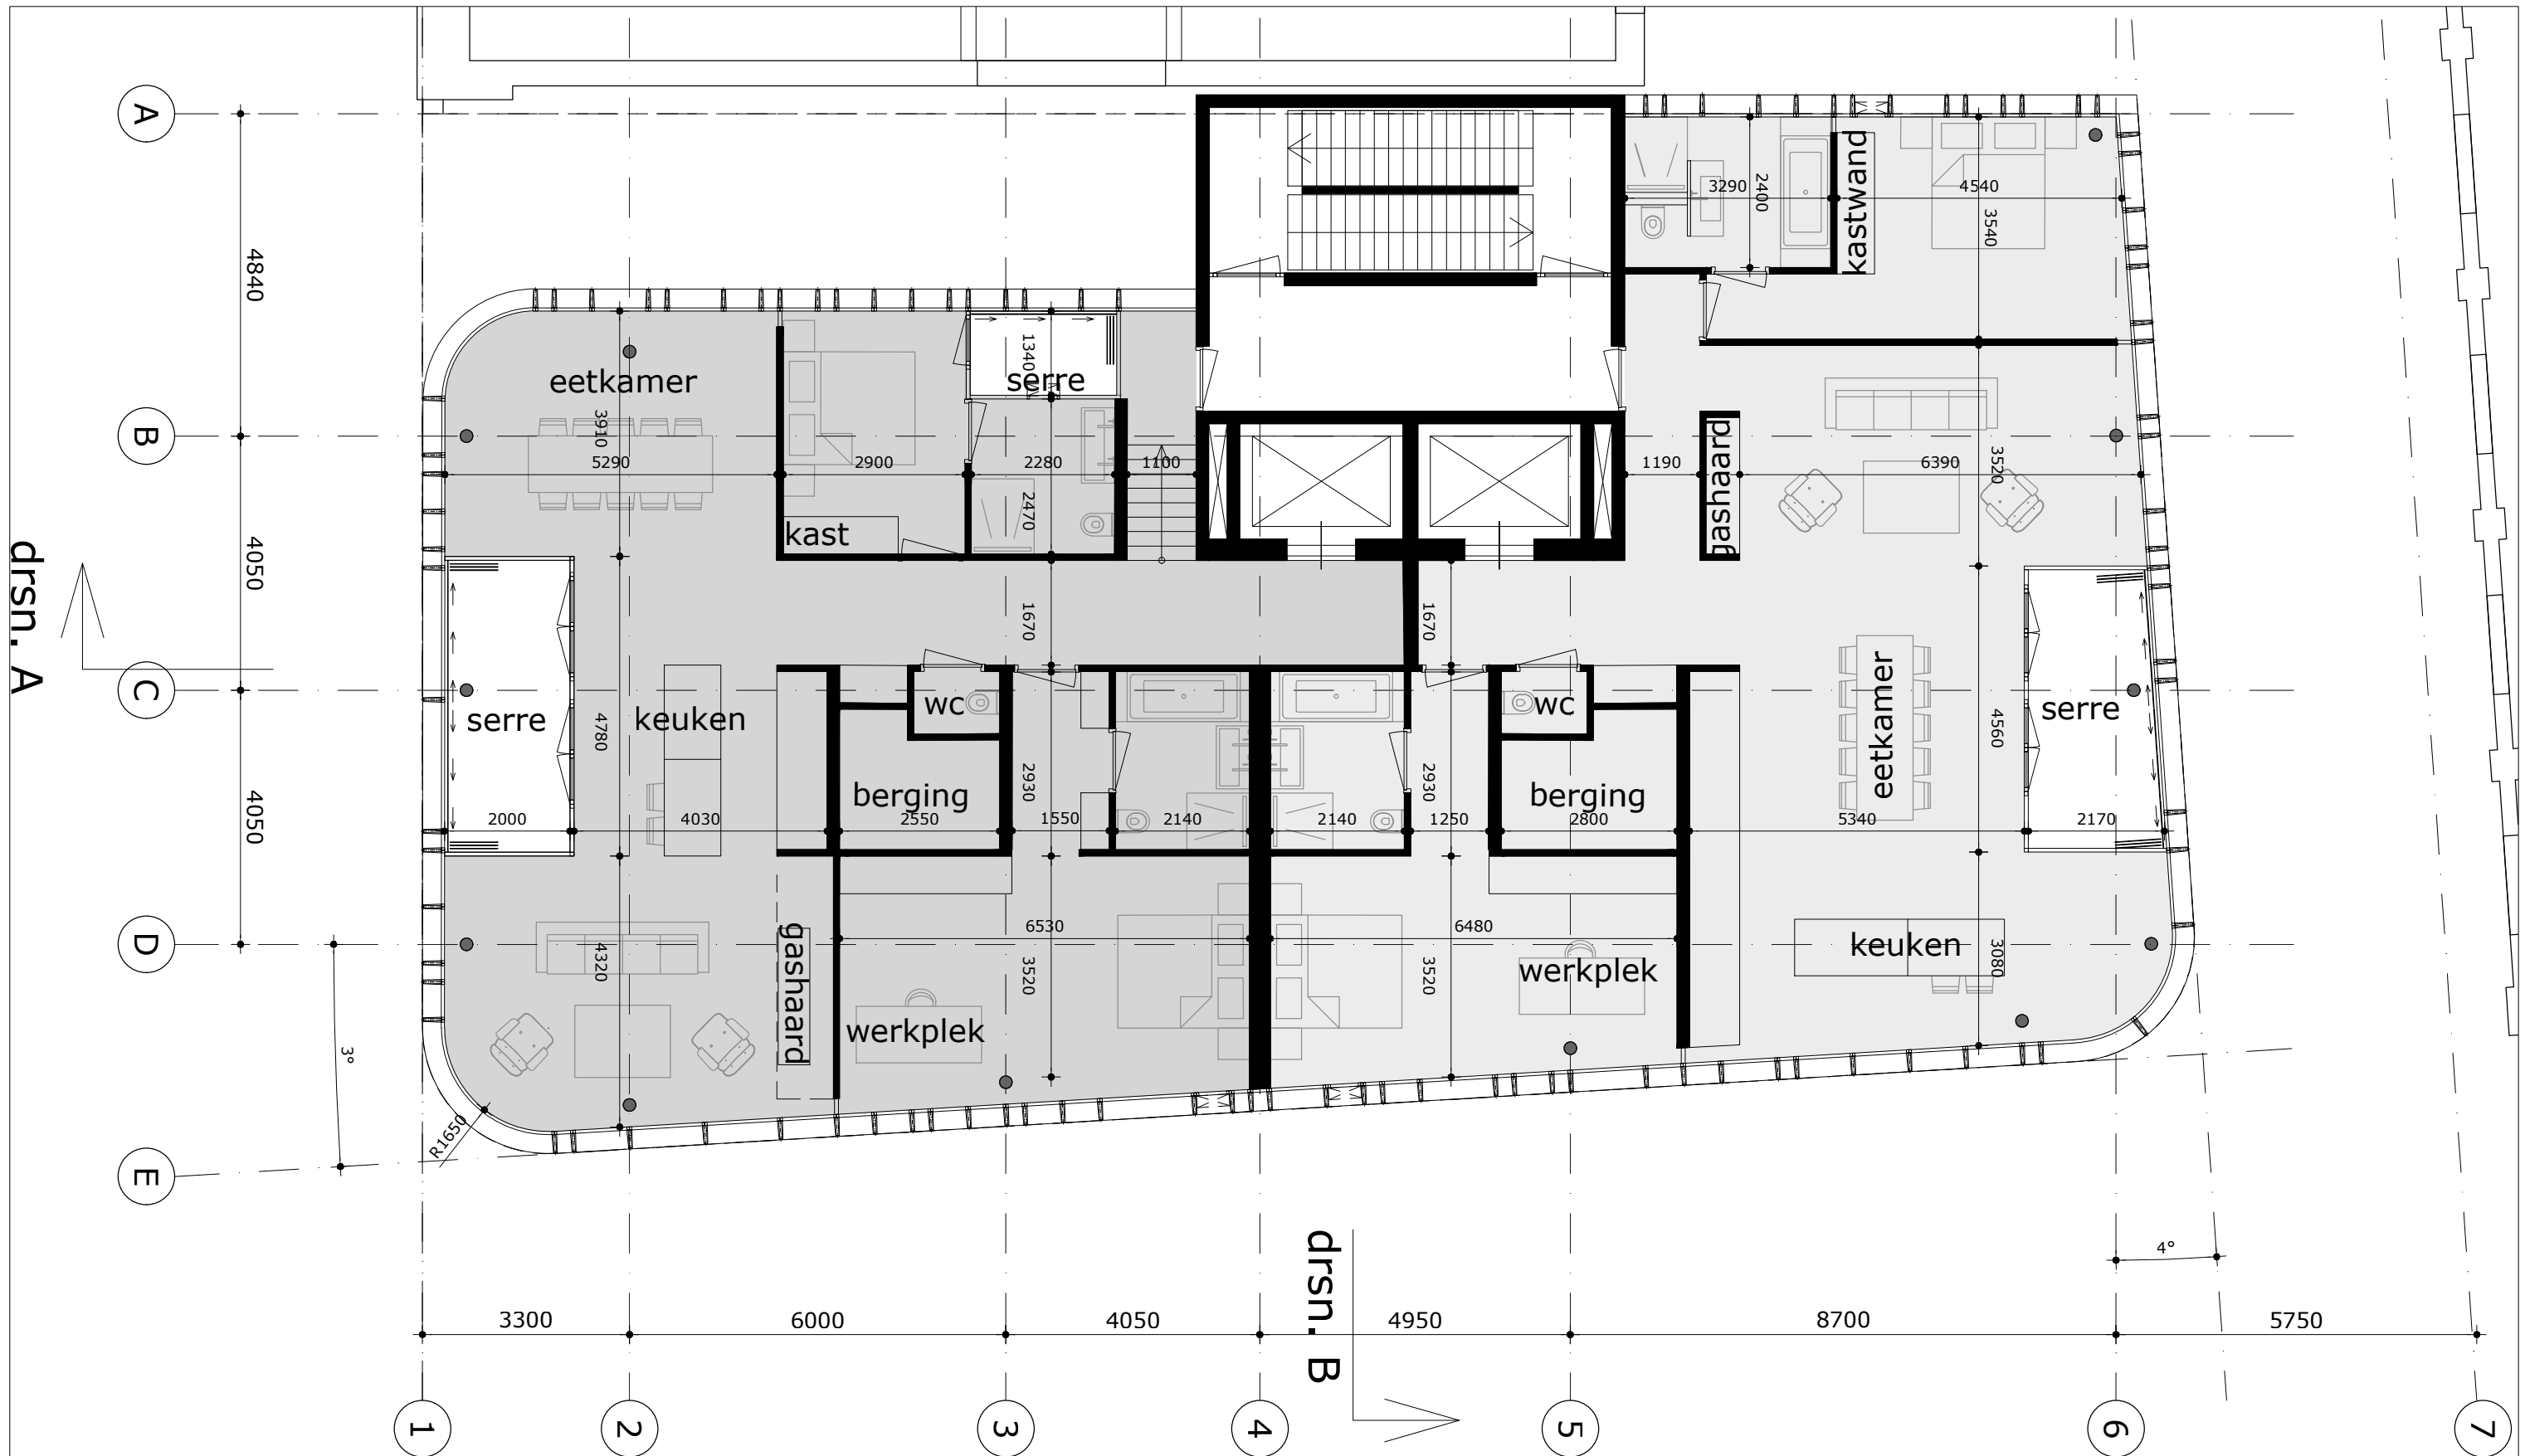 A
kastwand
3290
2400
4540
3540
4840
eetkamer
1340
serre
3910
B
5290
2900
2280
1100
1190
gashaard
6390
3520
2470
kast
drsn. A
4050
1670
1670
C
wc
wc
serre
4780
keuken
eetkamer
4560
serre
berging
2930
2930
berging
4050
2000
4030
2550
1550
2140
2140
1250
2800
5340
2170
D
gashaard
4320
6530
3520
6480
3520
werkplek
keuken
3080
werkplek
3°
R1650
E
drsn. B
4°
3300
6000
4050
4950
8700
5750
1
2
3
4
5
6
7